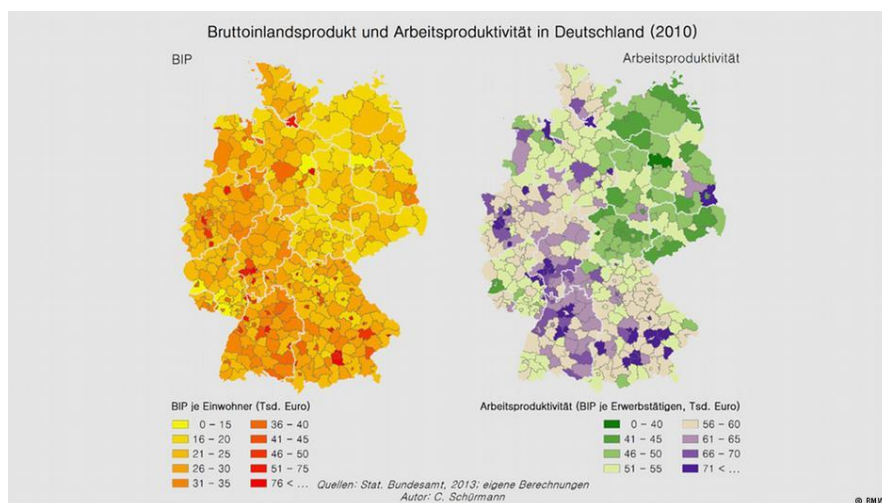 Bruttoinlandsprodukt und Arbeitsproduktivität in Deutschland (2010)
BIP
Arbeitsproduktivität
BIP je Einwohner (Tsd. Euro)
0 – 15
16 – 20
21 – 25
26 – 30
31 – 35
36 – 40
41 – 45
46 – 50
51 – 75
76 < ...
Arbeitsproduktivität (BIP je Erwerbstätigen, Tsd. Euro)
0 – 40
41 – 45
46 – 50
51 – 55
56 – 60
61 – 65
66 – 70
71 < ...
Quellen: Stat. Bundesamt, 2013; eigene Berechnungen
Autor: C. Schürmann